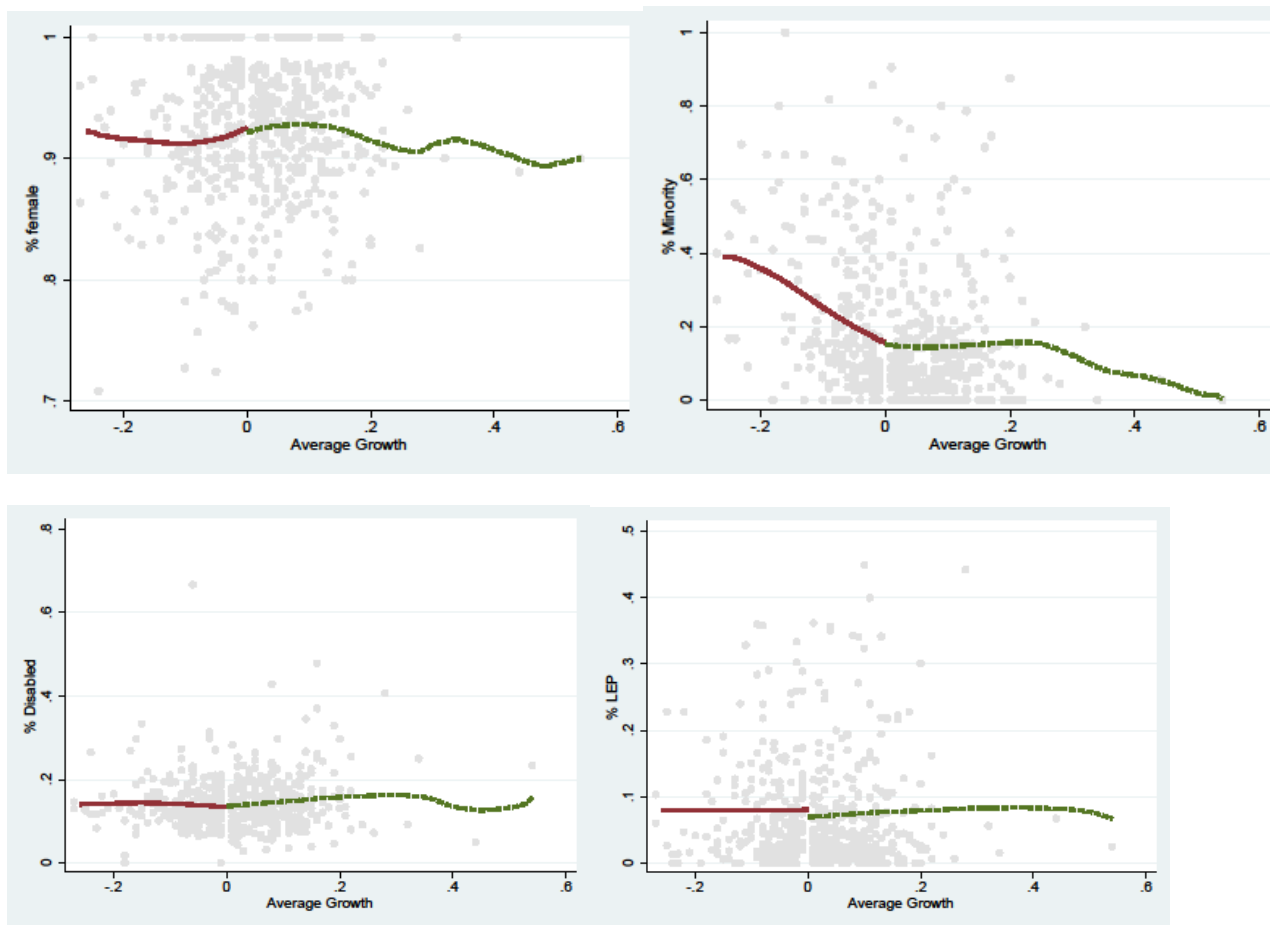 % female
1
.9
.8
.7
-.2 0 .2 .4 .6
Average Growth
% Minority
1
.8
.6
.4
.2
0
-.2 0 .2 .4 .6
Average Growth
% Disabled
.8
.6
.4
.2
0
-.2 0 .2 .4 .6
Average Growth
% LEP
.5
.4
.3
.2
.1
0
-.2 0 .2 .4 .6
Average Growth